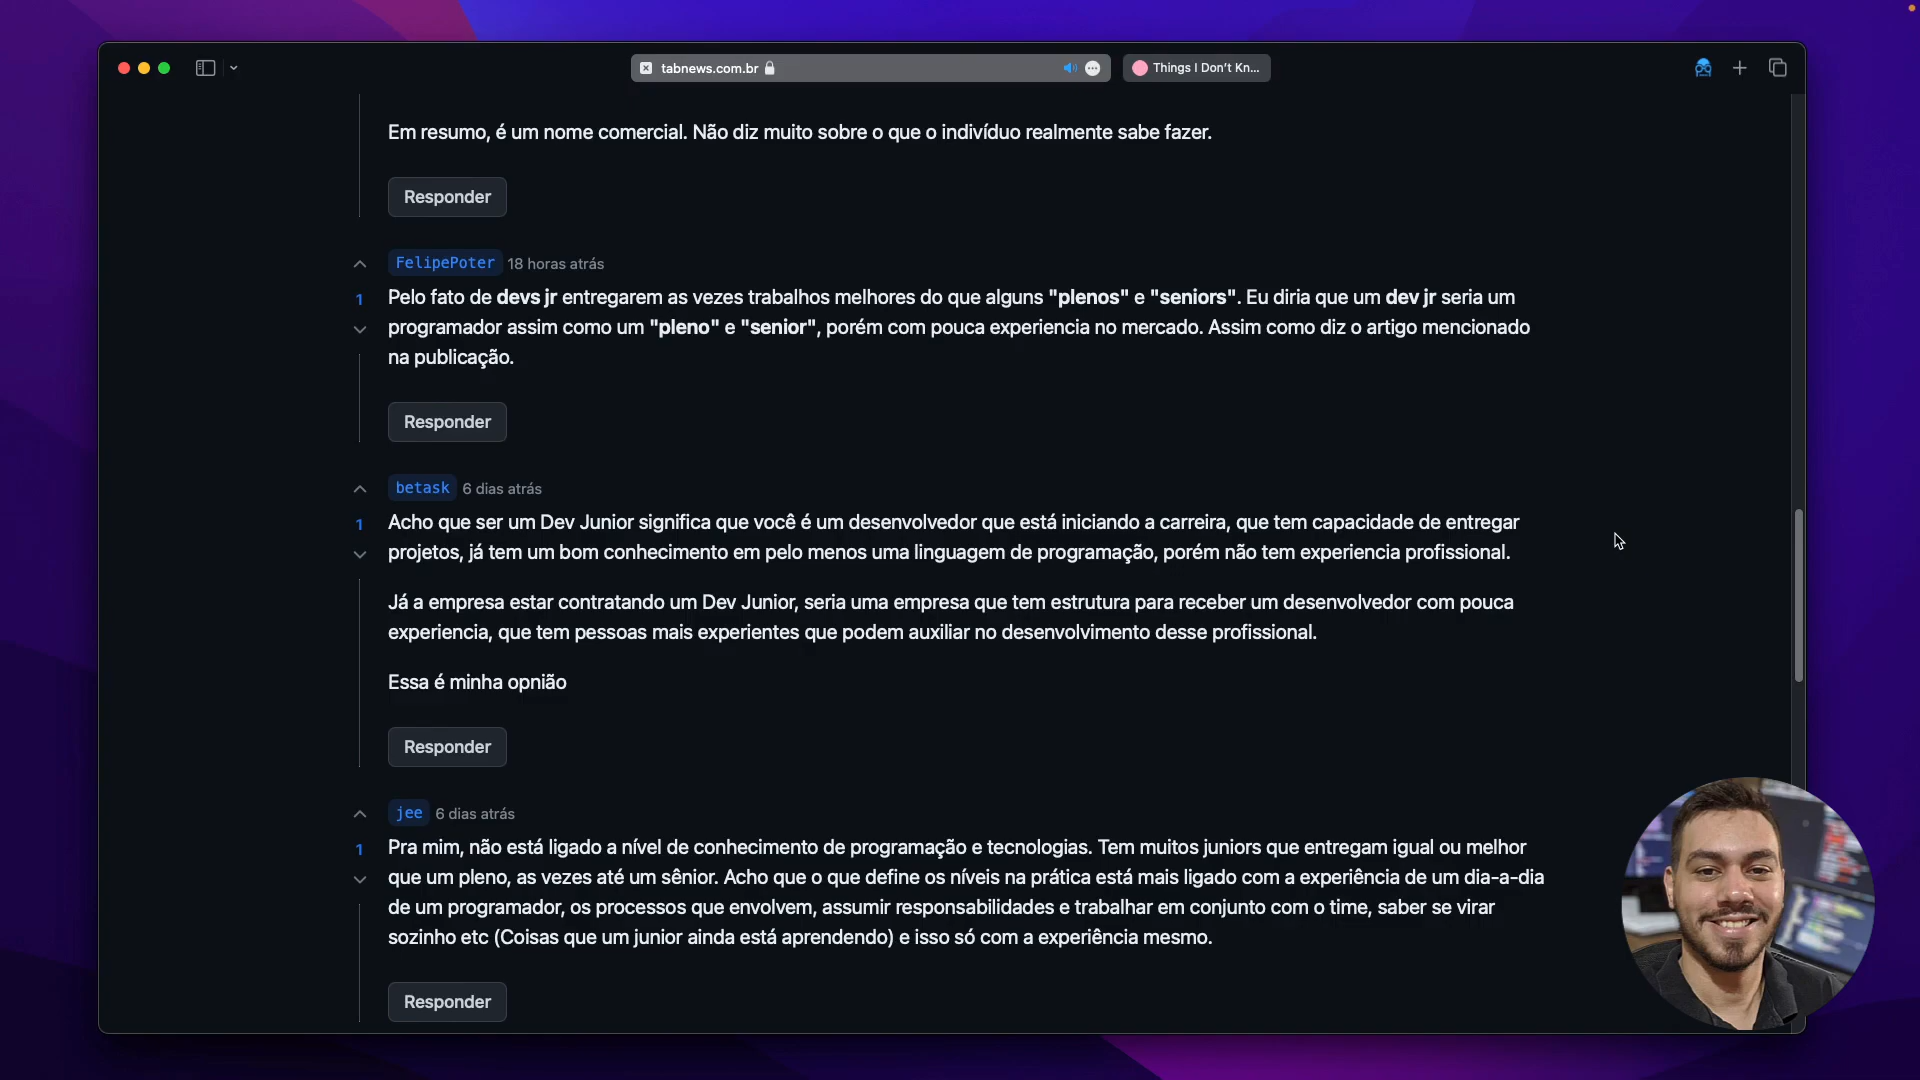 tabnews.com.br
Things I Don't Kn...
Em resumo, é um nome comercial. Não diz muito sobre o que o indivíduo realmente sabe fazer.
Responder
FelipePoter 18 horas atrás
1
Pelo fato de devs jr entregarem as vezes trabalhos melhores do que alguns "plenos" e "seniors". Eu diria que um dev jr seria um
programador assim como um "pleno" e "senior", porém com pouca experiencia no mercado. Assim como diz o artigo mencionado
na publicação.
Responder
betask 6 dias atrás
1
Acho que ser um Dev Junior significa que você é um desenvolvedor que está iniciando a carreira, que tem capacidade de entregar
projetos, já tem um bom conhecimento em pelo menos uma linguagem de programação, porém não tem experiencia profissional.
Já a empresa estar contratando um Dev Junior, seria uma empresa que tem estrutura para receber um desenvolvedor com pouca
experiencia, que tem pessoas mais experientes que podem auxiliar no desenvolvimento desse profissional.
Essa é minha opnião
Responder
jee 6 dias atrás
1
Pra mim, não está ligado a nível de conhecimento de programação e tecnologias. Tem muitos juniors que entregam igual ou melhor
que um pleno, as vezes até um sênior. Acho que o que define os níveis na prática está mais ligado com a experiência de um dia-a-dia
de um programador, os processos que envolvem, assumir responsabilidades e trabalhar em conjunto com o time, saber se virar
sozinho etc (Coisas que um junior ainda está aprendendo) e isso só com a experiência mesmo.
Responder